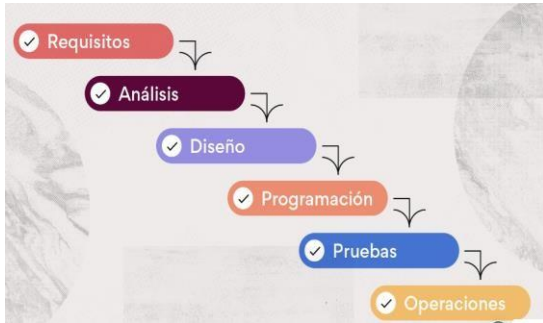 Requisitos
Análisis
Diseño
Programación
Pruebas
Operaciones